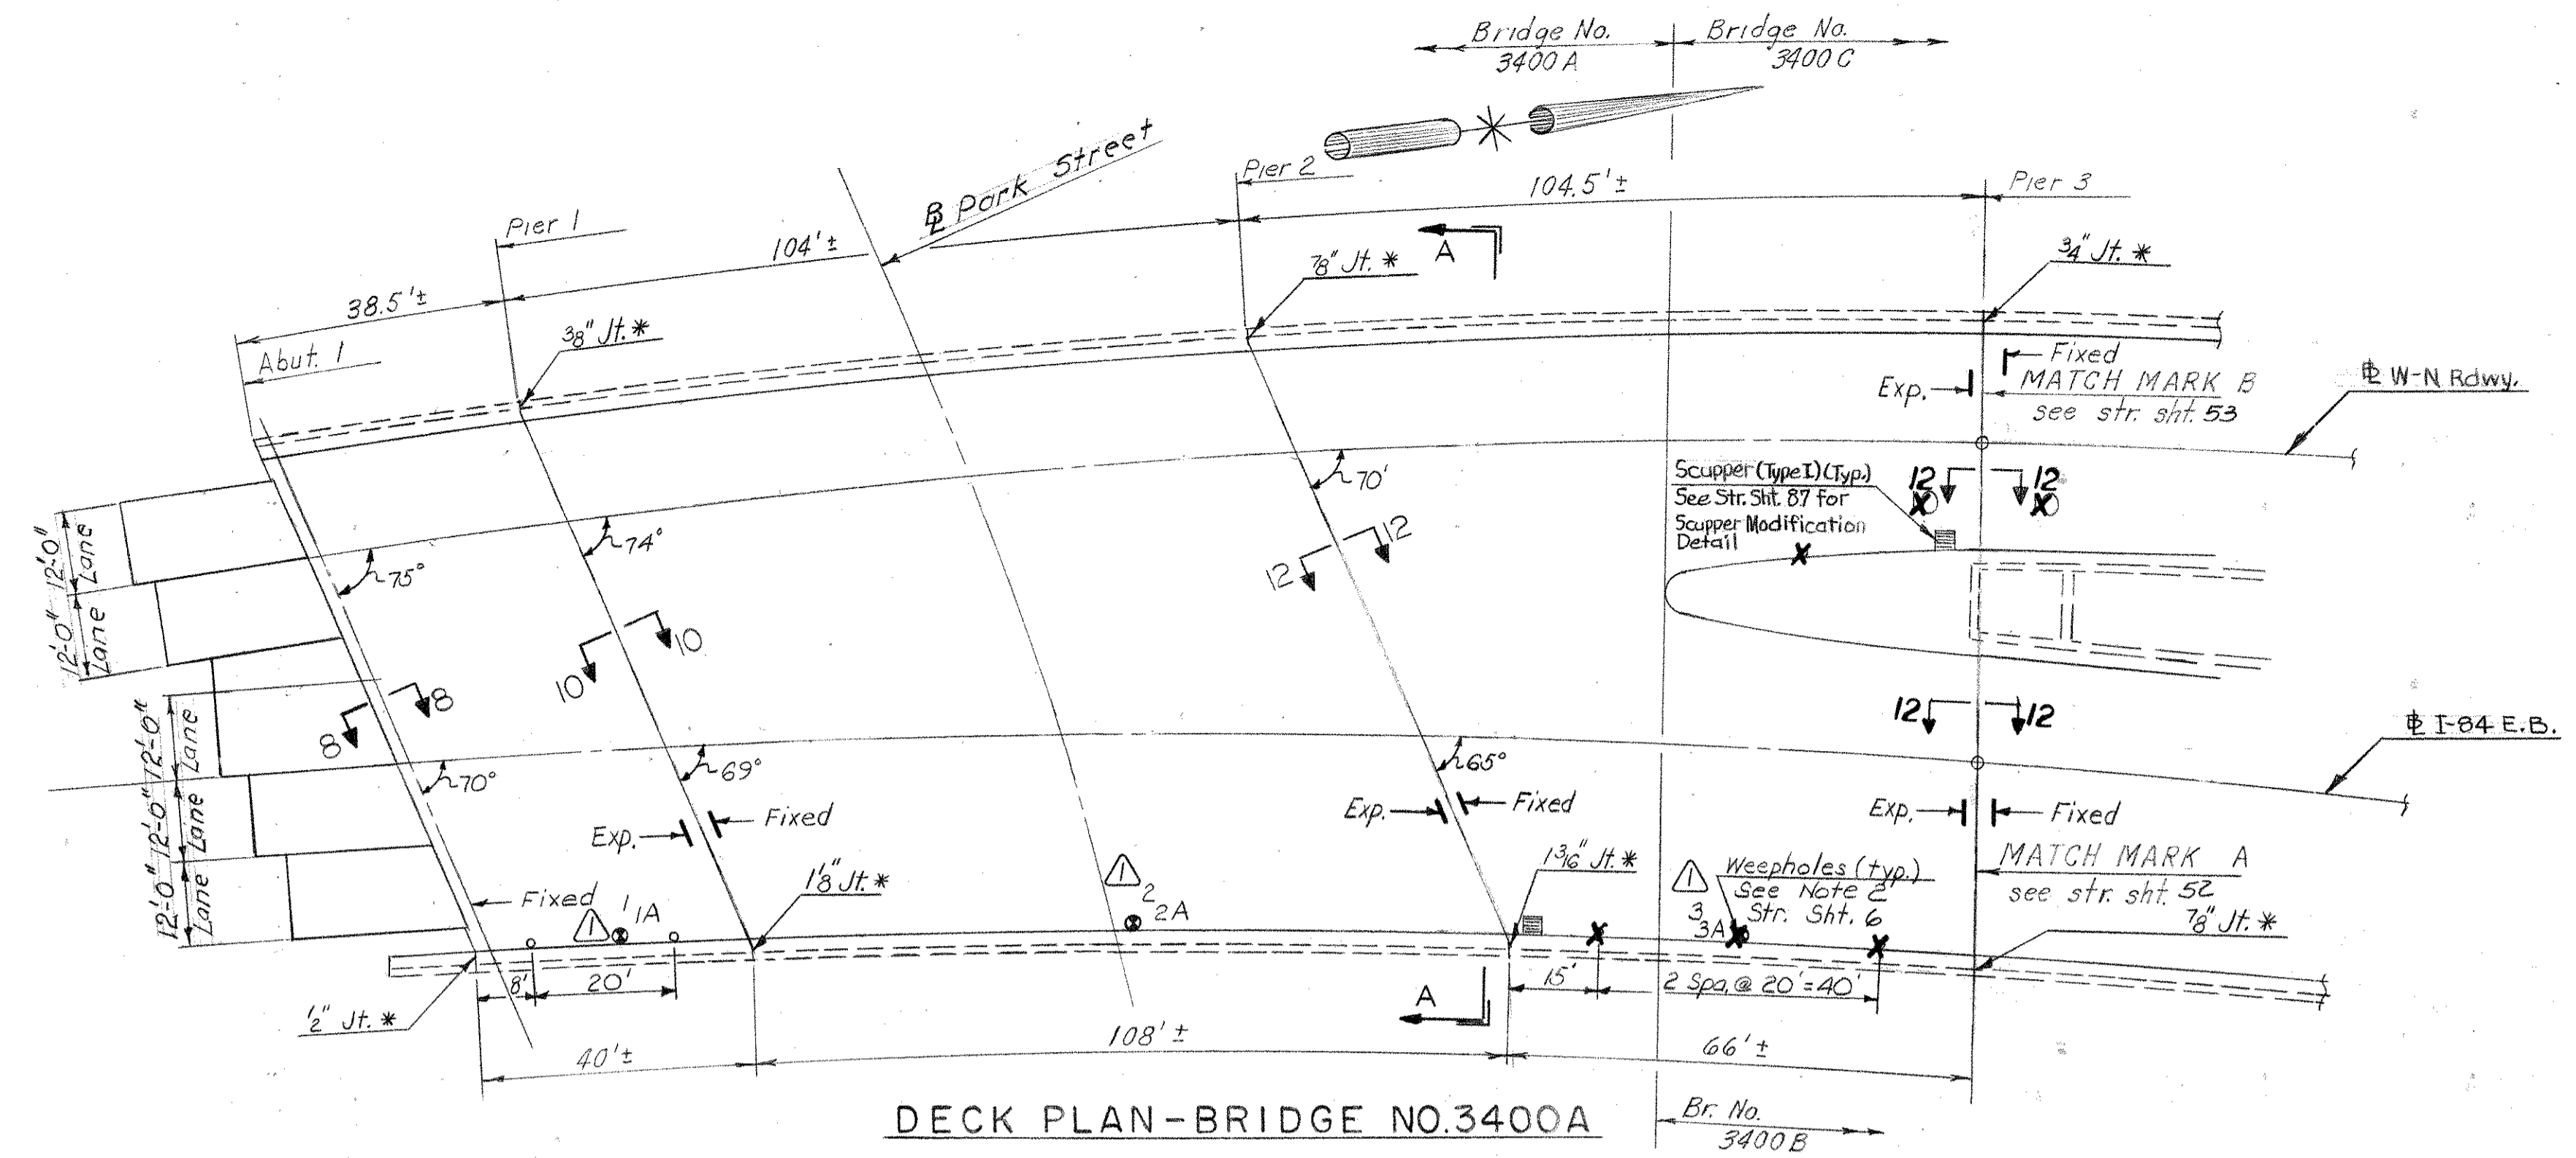 Bridge No.
3400 A
Bridge No.
3400 C
Pier 1
104'±
℄ Park Street
Pier 2
104.5'±
Pier 3
38.5'±
Abut. 1
3/8" Jt.*
7/8" Jt.*
A
3/4" Jt.*
Exp.
Fixed
MATCH MARK B
see str. sht. 53
℄ W-N Rdwy.
Scupper (Type I) (Typ.)
See Str. Sht. 87 for
Scupper Modification
Detail
12
12
70'
74°
75°
12
12
10
10
8
8
12'-0"
Lane
12'-0"
Lane
12'-0"
Lane
12'-0"
Lane
12'-0"
Lane
12
12
℄ I-84 E.B.
70°
69°
65°
Exp.
Fixed
Exp.
Fixed
Exp.
Fixed
Fixed
1
1
1A
1 1/8" Jt.*
1
2
2A
1 3/16" Jt.*
1
Weepholes (typ.)
See Note 2
Str. Sht. 6
3
3A
MATCH MARK A
see str. sht. 52
7/8" Jt.*
1/2" Jt.*
8'
20'
A
15'
2 Spa. @ 20'=40'
40'±
108'±
66'±
DECK PLAN-BRIDGE NO.3400A
Br. No.
3400B